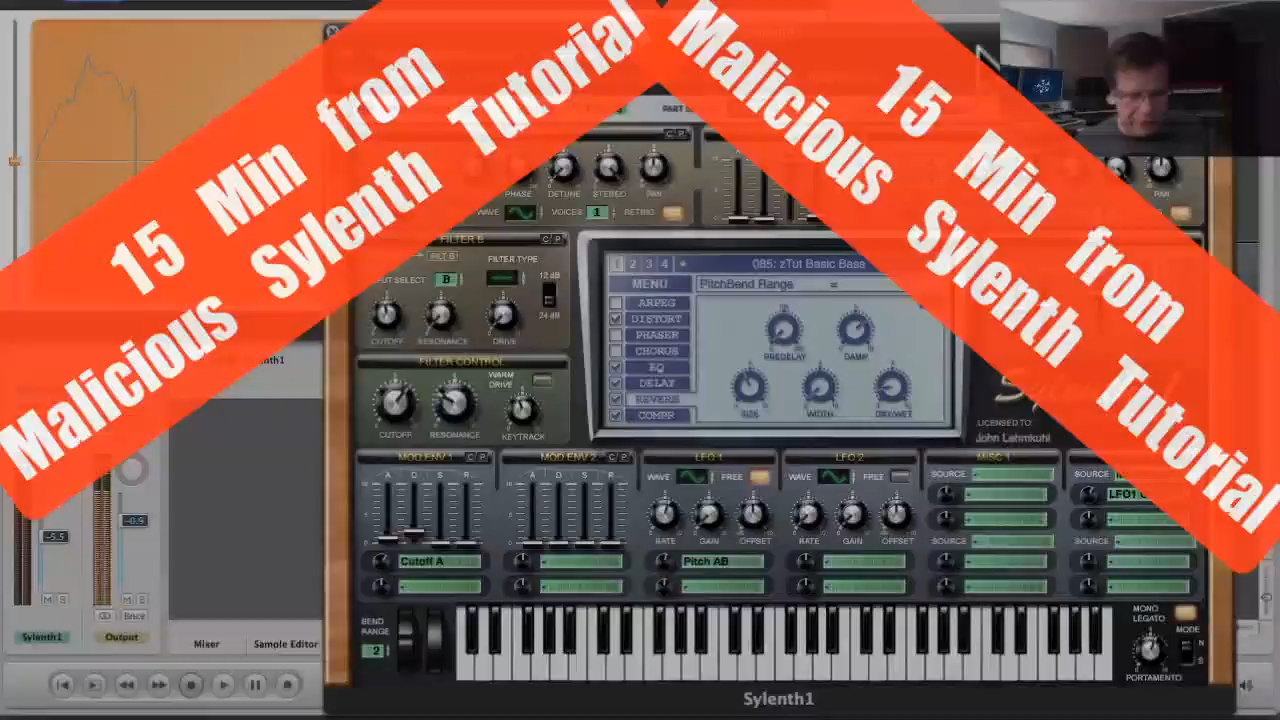 15 Min from
Malicious Sylenth Tutorial
15 Min from
Malicious Sylenth Tutorial
PHASE DETUNE STEREO PAN
WAVE VOICES 1 RETRIG
PAN
FILTER B
FILTER TYPE
12 dB
B
24 dB
CUTOFF RESONANCE DRIVE
FILTER CONTROL
WARM
DRIVE
CUTOFF RESONANCE KEYTRACK
1 2 3 4
085: zTut Basic Bass
MENU
PitchBend Range =
ARPEG
DISTORT
PHASER
CHORUS
EQ
DELAY
REVERB
COMPR
PREDELAY DAMP
SIZE WIDTH DRY/WET
LICENSED TO:
John Lehmkuhl
MOD ENV 1 C P MOD ENV 2 C P LFO 1 LFO 2 MISC 1
A D S R A D S R
WAVE FREE WAVE FREE
SOURCE SOURCE
LFO1
RATE GAIN OFFSET RATE GAIN OFFSET
SOURCE SOURCE
Cutoff A
Pitch AB
BEND
RANGE
2
MONO
LEGATO
MODE
N
S
PORTAMENTO
Sylenth1
-5.5
-0.9
M S M S
Bnce
Sylenth1 Output
Mixer Sample Editor